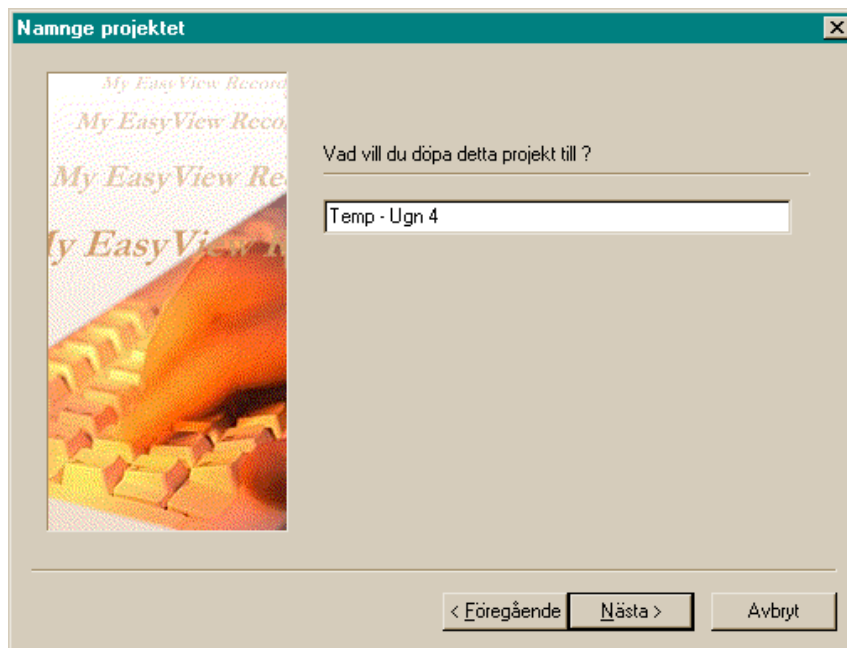 Namnge projektet
My EasyView Record
My EasyView Reco
My EasyView Re
y EasyView R
Vad vill du döpa detta projekt till ?
Temp - Ugn 4
< Föregående
Nästa >
Avbryt